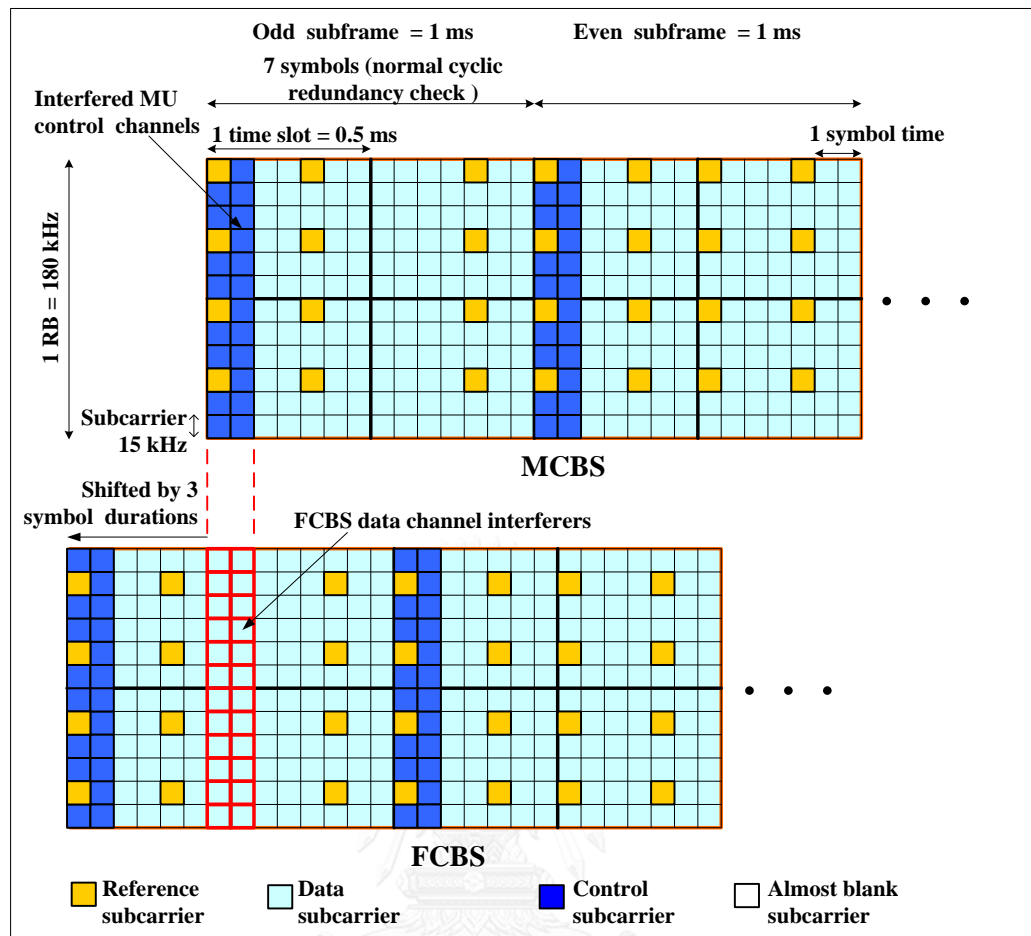 Odd subframe = 1 ms
Even subframe = 1 ms
7 symbols (normal cyclic
redundancy check )
Interfered MU
control channels
1 time slot = 0.5 ms
1 symbol time
1 RB = 180 kHz
Subcarrier
15 kHz
MCBS
Shifted by 3
symbol durations
FCBS data channel interferers
FCBS
Reference
subcarrier
Data
subcarrier
Control
subcarrier
Almost blank
subcarrier